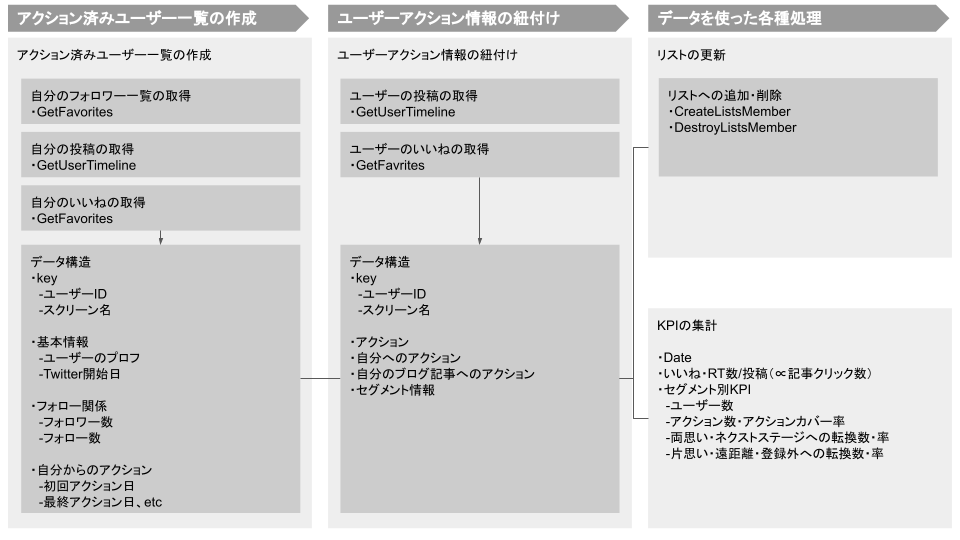 アクション済みユーザー一覧の作成
アクション済みユーザー一覧の作成
自分のフォロワー一覧の取得
・GetFavorites
自分の投稿の取得
・GetUserTimeline
自分のいいねの取得
・GetFavorites
データ構造
・key
-ユーザーID
-スクリーン名
・基本情報
-ユーザーのプロフ
-Twitter開始日
・フォロー関係
-フォロワー数
-フォロー数
・自分からのアクション
-初回アクション日
-最終アクション日、etc
ユーザーアクション情報の紐付け
ユーザーアクション情報の紐付け
ユーザーの投稿の取得
・GetUserTimeline
ユーザーのいいねの取得
・GetFavrites
データ構造
・key
-ユーザーID
-スクリーン名
・アクション
・自分へのアクション
・自分のブログ記事へのアクション
・セグメント情報
データを使った各種処理
リストの更新
リストへの追加・削除
・CreateListsMember
・DestroyListsMember
KPIの集計
・Date
・いいね・RT数/投稿（∝記事クリック数）
・セグメント別KPI
-ユーザー数
-アクション数・アクションカバー率
-両思い・ネクストステージへの転換数・率
-片思い・遠距離・登録外への転換数・率